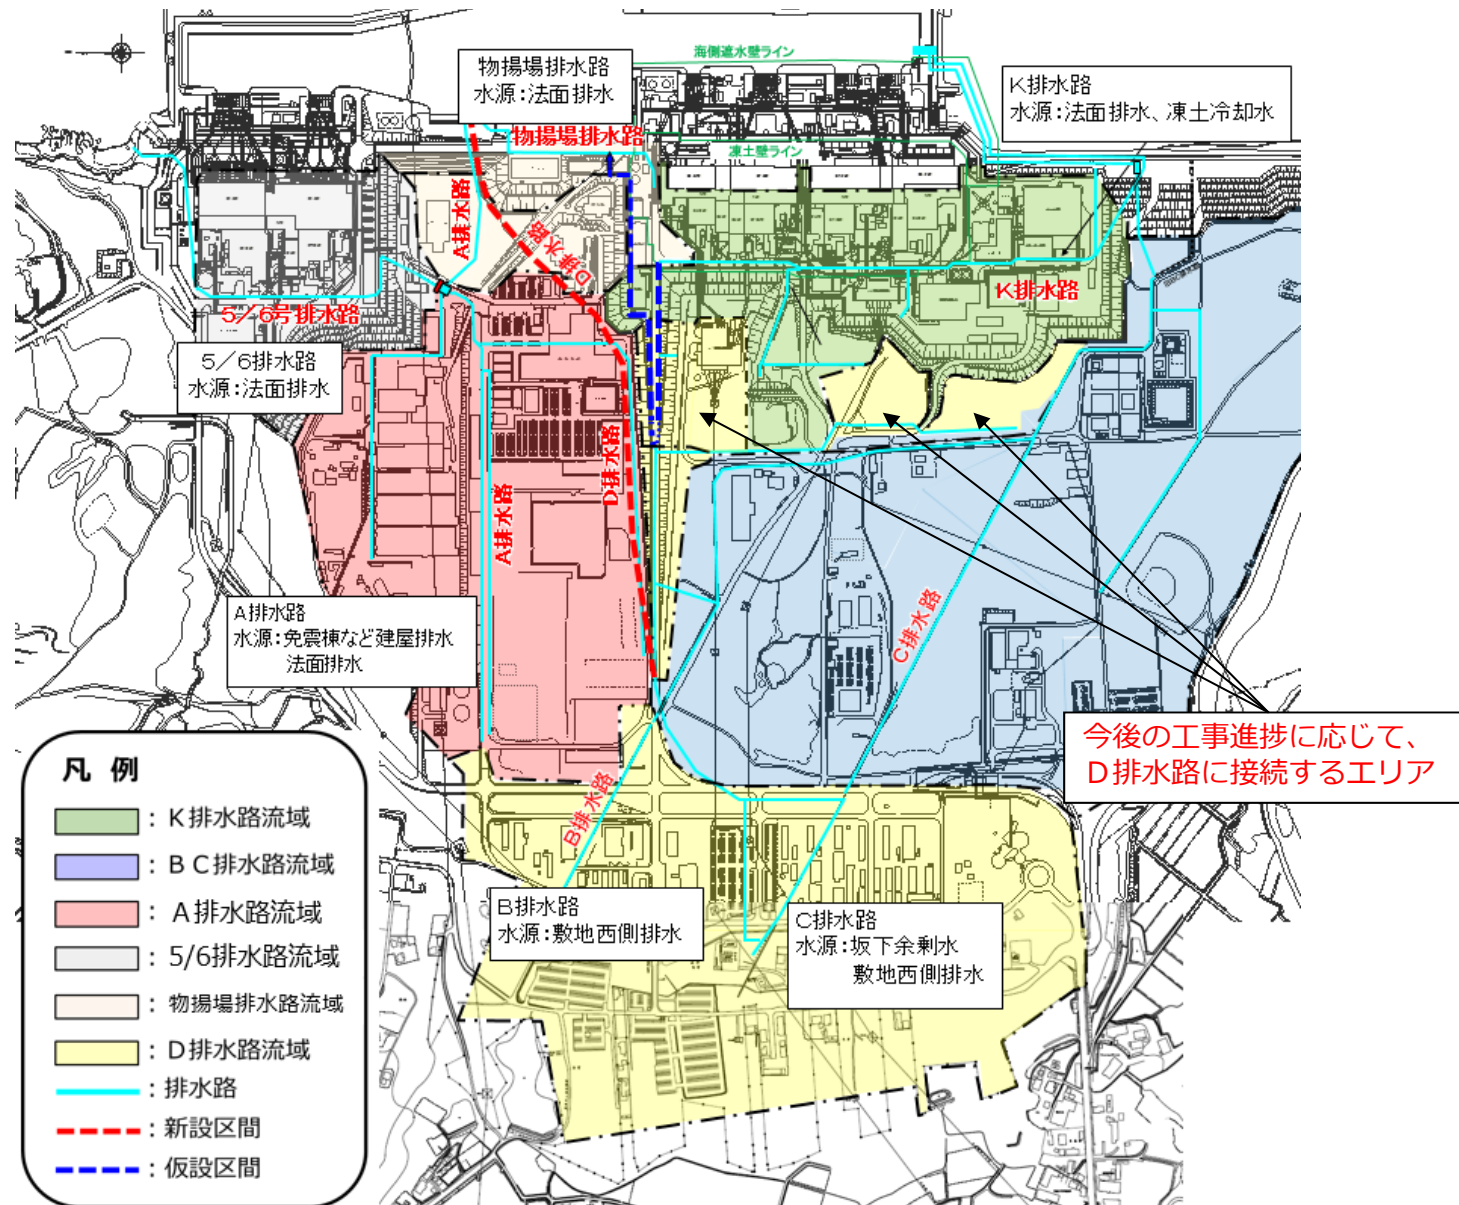 海側遮水壁ライン
物揚場排水路
水源:法面排水
K排水路
水源:法面排水、凍土冷却水
物揚場排水路
凍土壁ライン
A排水路
D排水路
K排水路
5/6号排水路
5/6排水路
水源:法面排水
D排水路
A排水路
A排水路
水源:免震棟など建屋排水
法面排水
C排水路
今後の工事進捗に応じて、
D排水路に接続するエリア
B排水路
B排水路
水源:敷地西側排水
C排水路
水源:坂下余剰水
敷地西側排水
凡 例
:K排水路流域
:BC排水路流域
:A排水路流域
:5/6排水路流域
:物揚場排水路流域
:D排水路流域
:排水路
:新設区間
:仮設区間